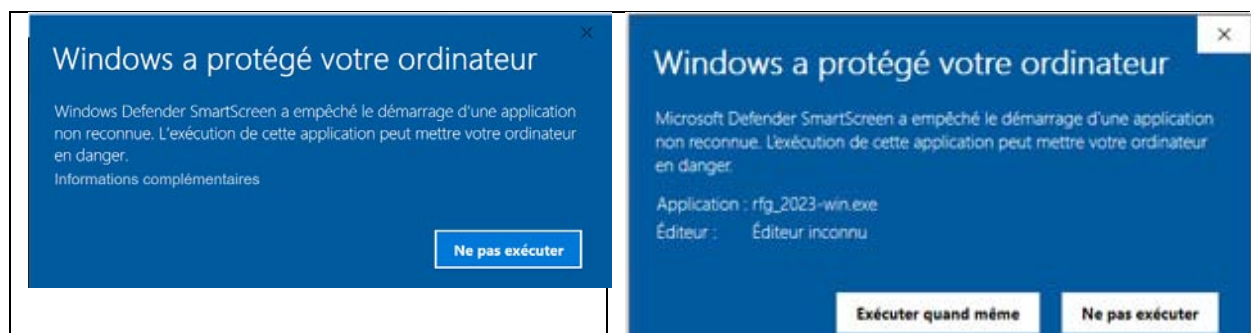 Windows a protégé votre ordinateur
Windows Defender SmartScreen a empêché le démarrage d'une application
non reconnue. L'exécution de cette application peut mettre votre ordinateur
en danger.
Informations complémentaires
Ne pas exécuter
Windows a protégé votre ordinateur
Microsoft Defender SmartScreen a empêché le démarrage d'une application
non reconnue. L'exécution de cette application peut mettre votre ordinateur
en danger.
Application : rfg_2023-win.exe
Éditeur : Éditeur inconnu
Exécuter quand même Ne pas exécuter